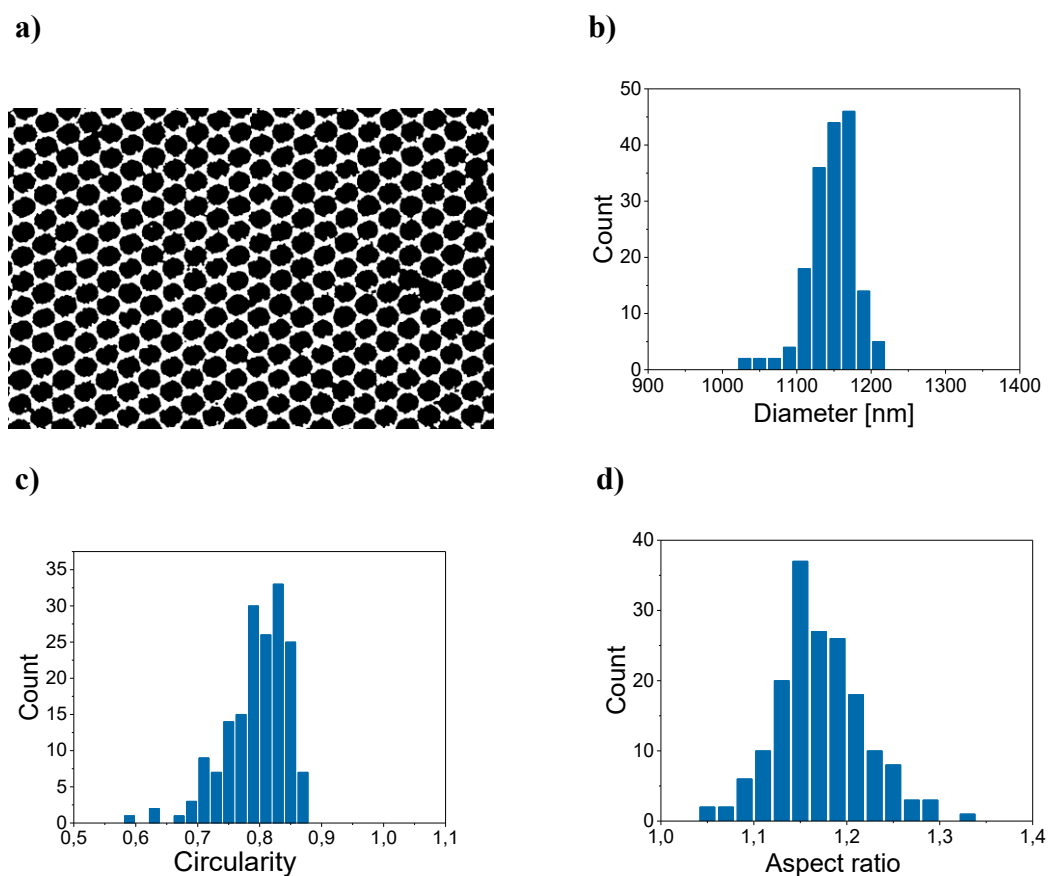 a)
b)
50
40
30
20
10
0
Count
900 1000 1100 1200 1300 1400
Diameter [nm]
c)
d)
35
30
25
20
15
10
5
0
Count
0,5 0,6 0,7 0,8 0,9 1,0 1,1
Circularity
40
30
20
10
0
Count
1,0 1,1 1,2 1,3 1,4
Aspect ratio